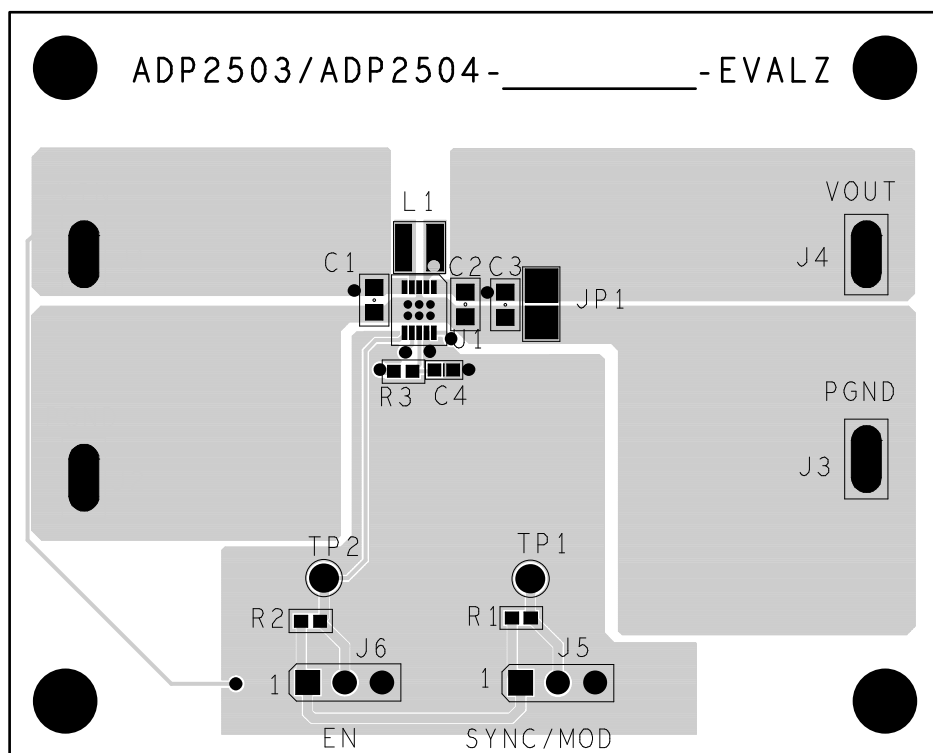 ADP2503/ADP2504-__________-EVALZ
VOUT
L1
J4
C1
C2
C3
JP1
U1
R3
C4
PGND
J3
TP2
TP1
R2
R1
J6
J5
1
1
EN
SYNC/MOD